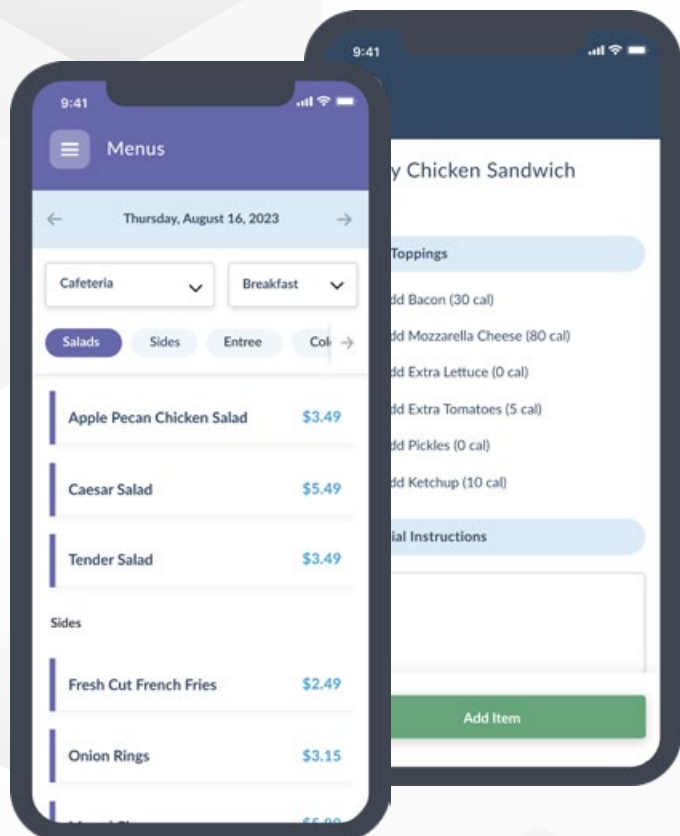 9:41
Menus
Thursday, August 16, 2023
Cafeteria
Breakfast
Salads
Sides
Entree
Apple Pecan Chicken Salad $3.49
Caesar Salad $5.49
Tender Salad $3.49
Sides
Fresh Cut French Fries $2.49
Onion Rings $3.15
9:41
y Chicken Sandwich
Toppings
dd Bacon (30 cal)
dd Mozzarella Cheese (80 cal)
dd Extra Lettuce (0 cal)
dd Extra Tomatoes (5 cal)
dd Pickles (0 cal)
dd Ketchup (10 cal)
ial Instructions
Add Item